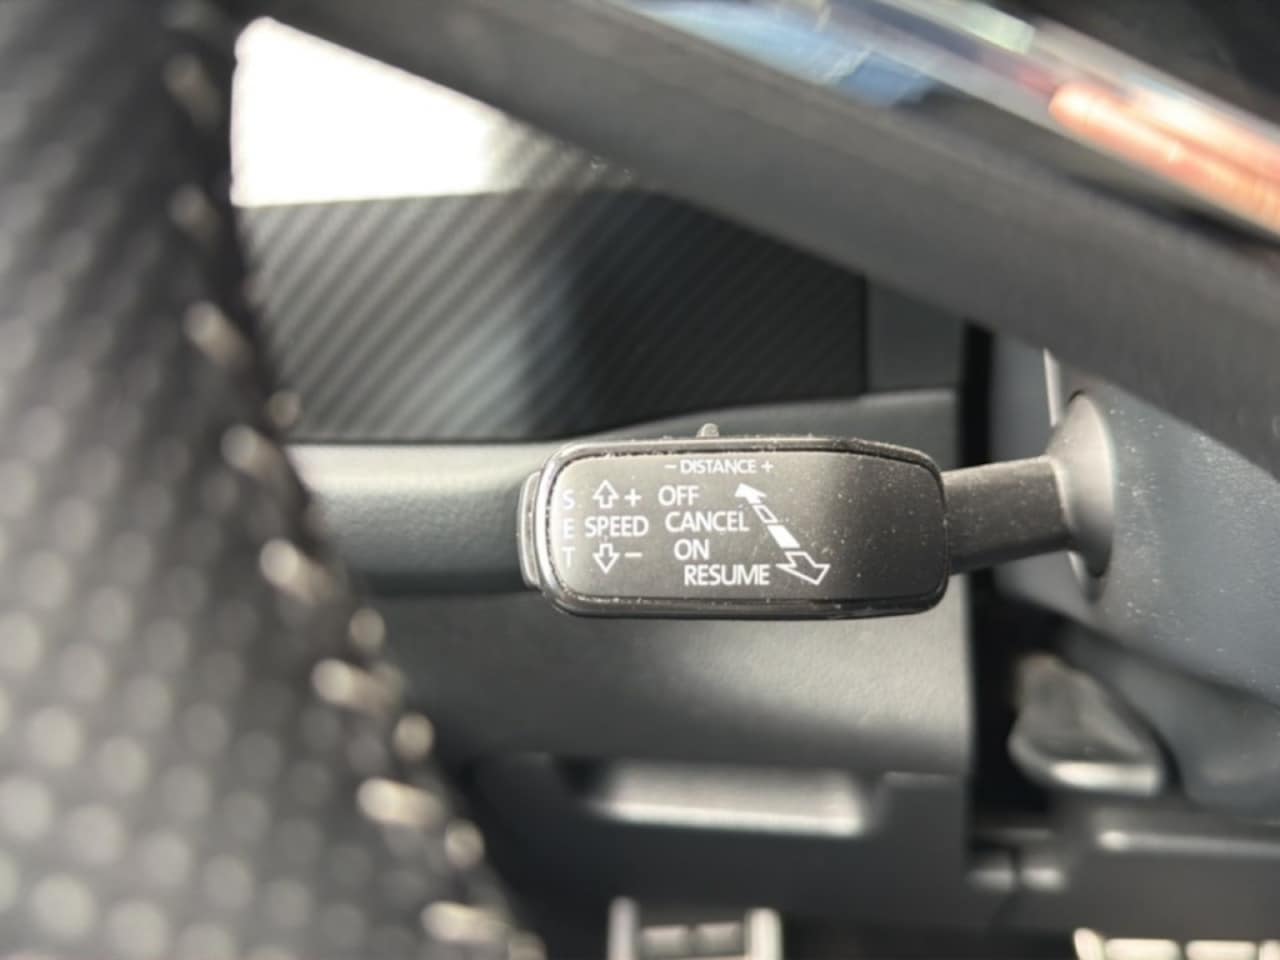 - DISTANCE +
S
E
T
+
SPEED
-
OFF
CANCEL
ON
RESUME